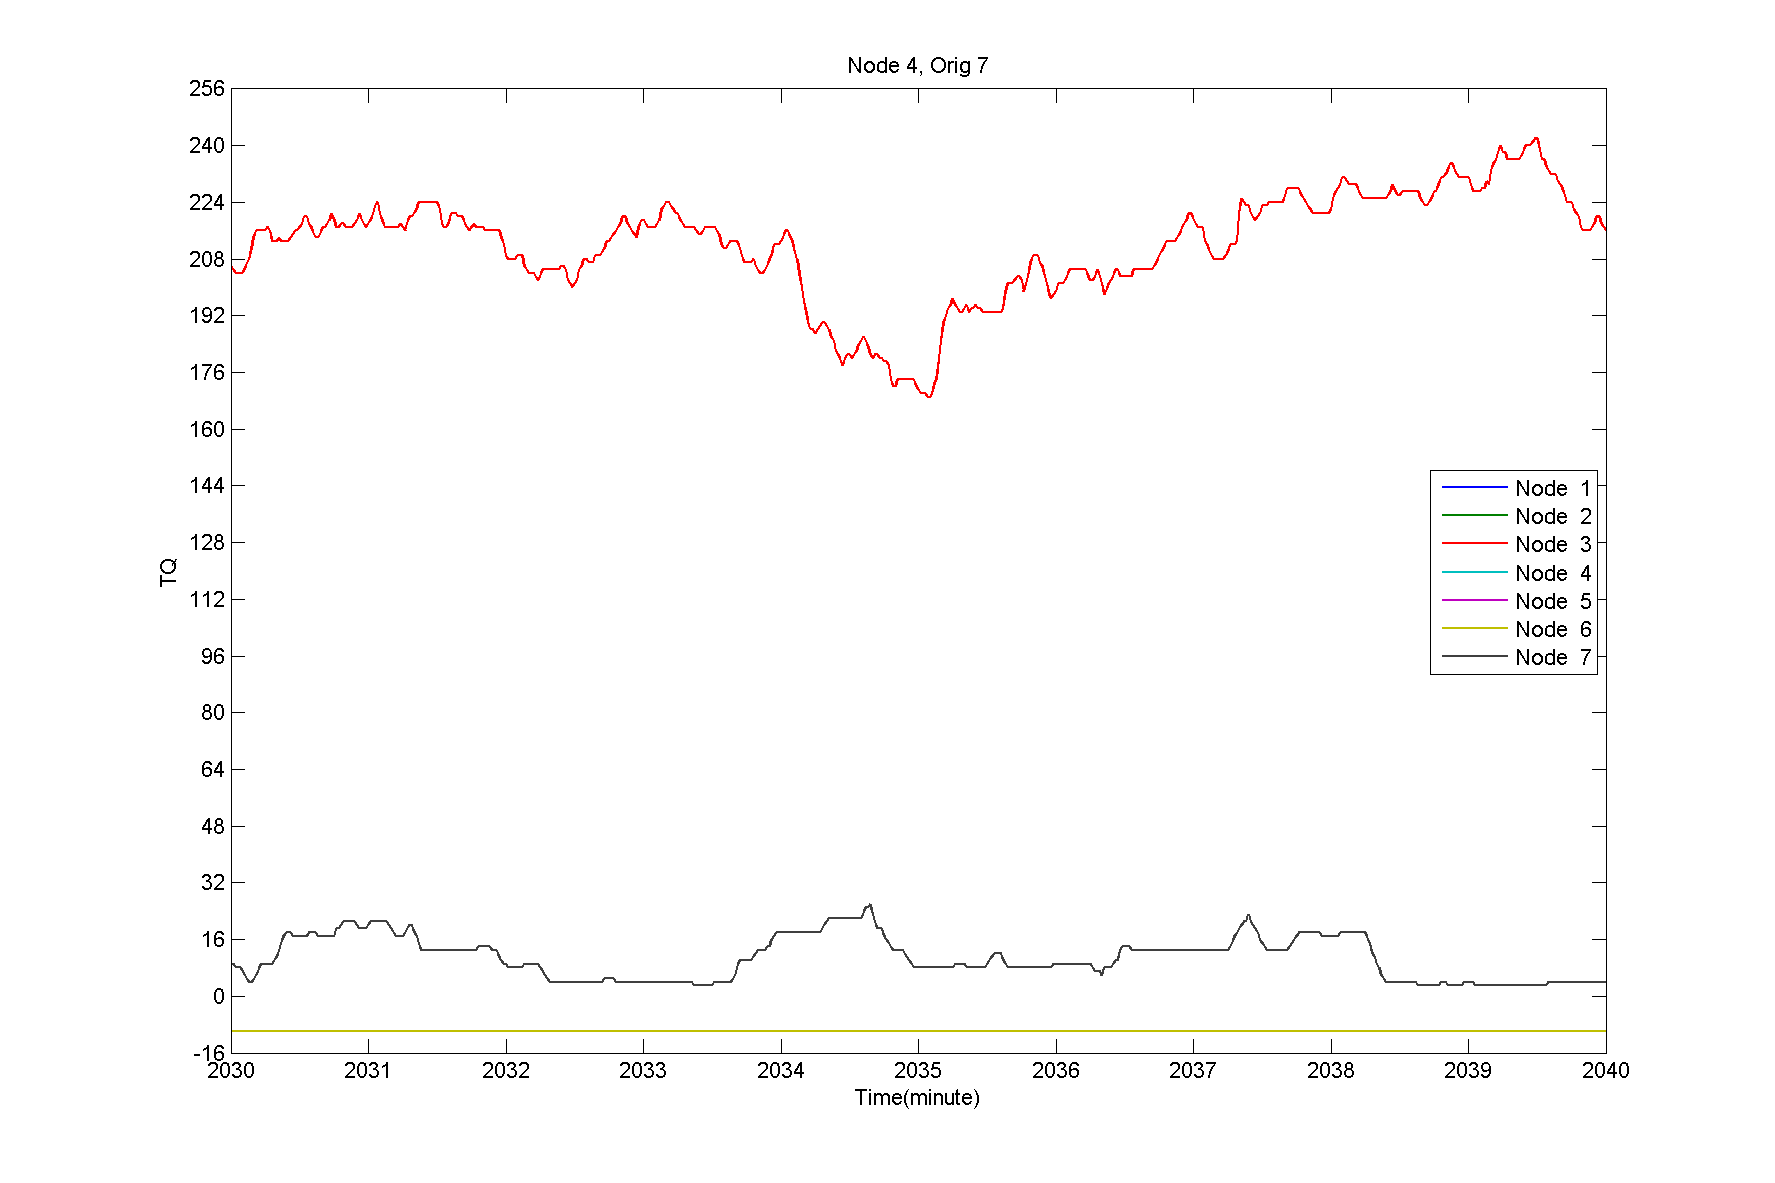 Node 4, Orig 7
256
240
224
208
192
176
160
144
128
112
96
80
64
48
32
16
0
-16
TQ
Node 1
Node 2
Node 3
Node 4
Node 5
Node 6
Node 7
2030 2031 2032 2033 2034 2035 2036 2037 2038 2039 2040
Time(minute)